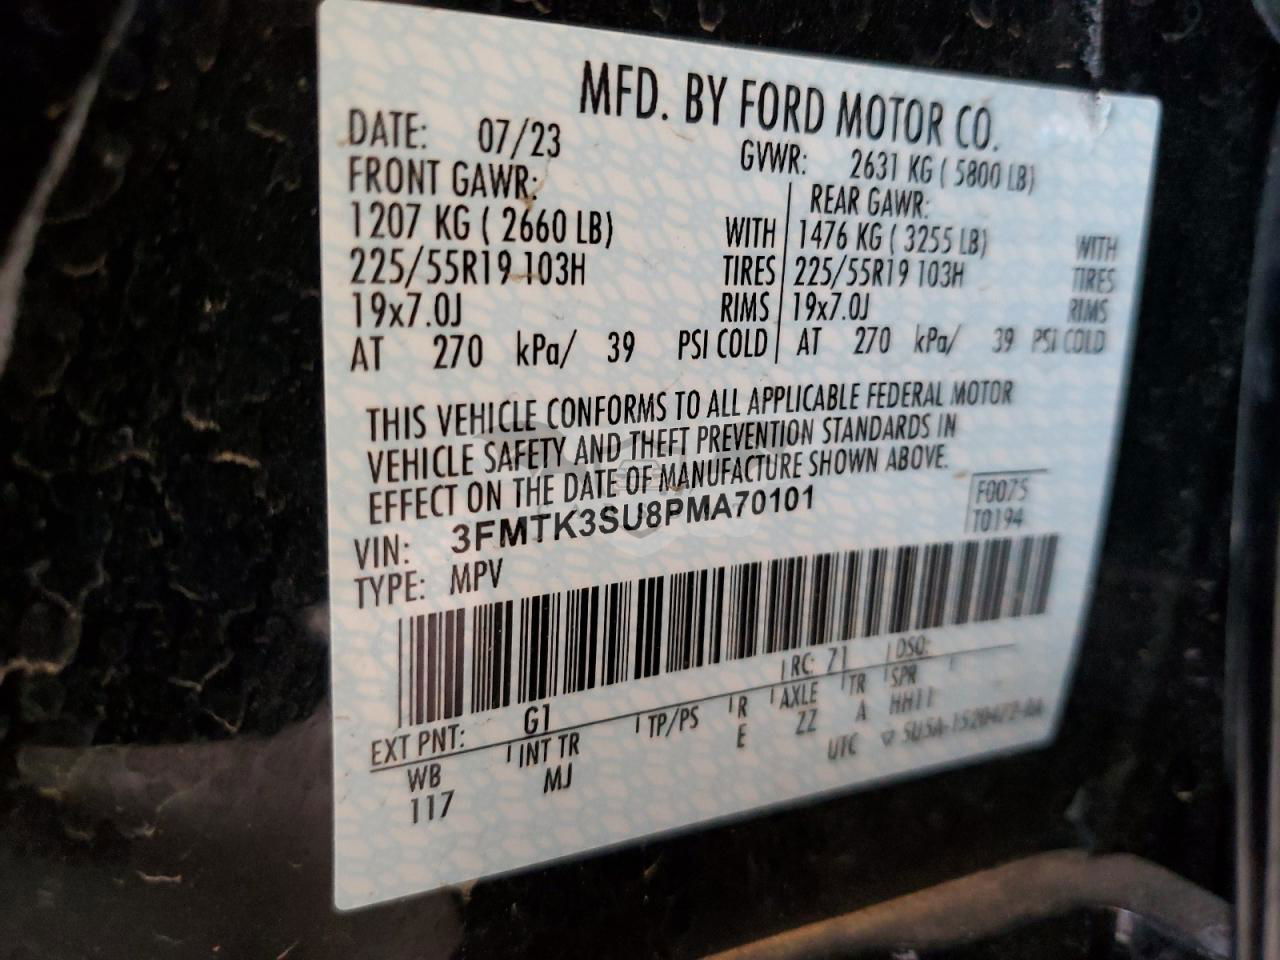 MFD. BY FORD MOTOR CO.
DATE: 07/23
GVWR: 2631 KG ( 5800 LB)
FRONT GAWR:
REAR GAWR:
1207 KG ( 2660 LB) WITH
1476 KG ( 3255 LB) WITH
225/55R19 103H TIRES
225/55R19 103H TIRES
19x7.0J RIMS
19x7.0J RIMS
AT 270 kPa/ 39 PSI COLD
AT 270 kPa/ 39 PSI COLD
THIS VEHICLE CONFORMS TO ALL APPLICABLE FEDERAL MOTOR
VEHICLE SAFETY AND THEFT PREVENTION STANDARDS IN
EFFECT ON THE DATE OF MANUFACTURE SHOWN ABOVE.
VIN: 3FMTK3SU8PMA70101
F0075
T0194
TYPE: MPV
EXT PNT: G1 RC: 71 DSO:
WB INT TR TP/PS R AXLE TR SPR
117 MJ E ZZ A HH11
UTC